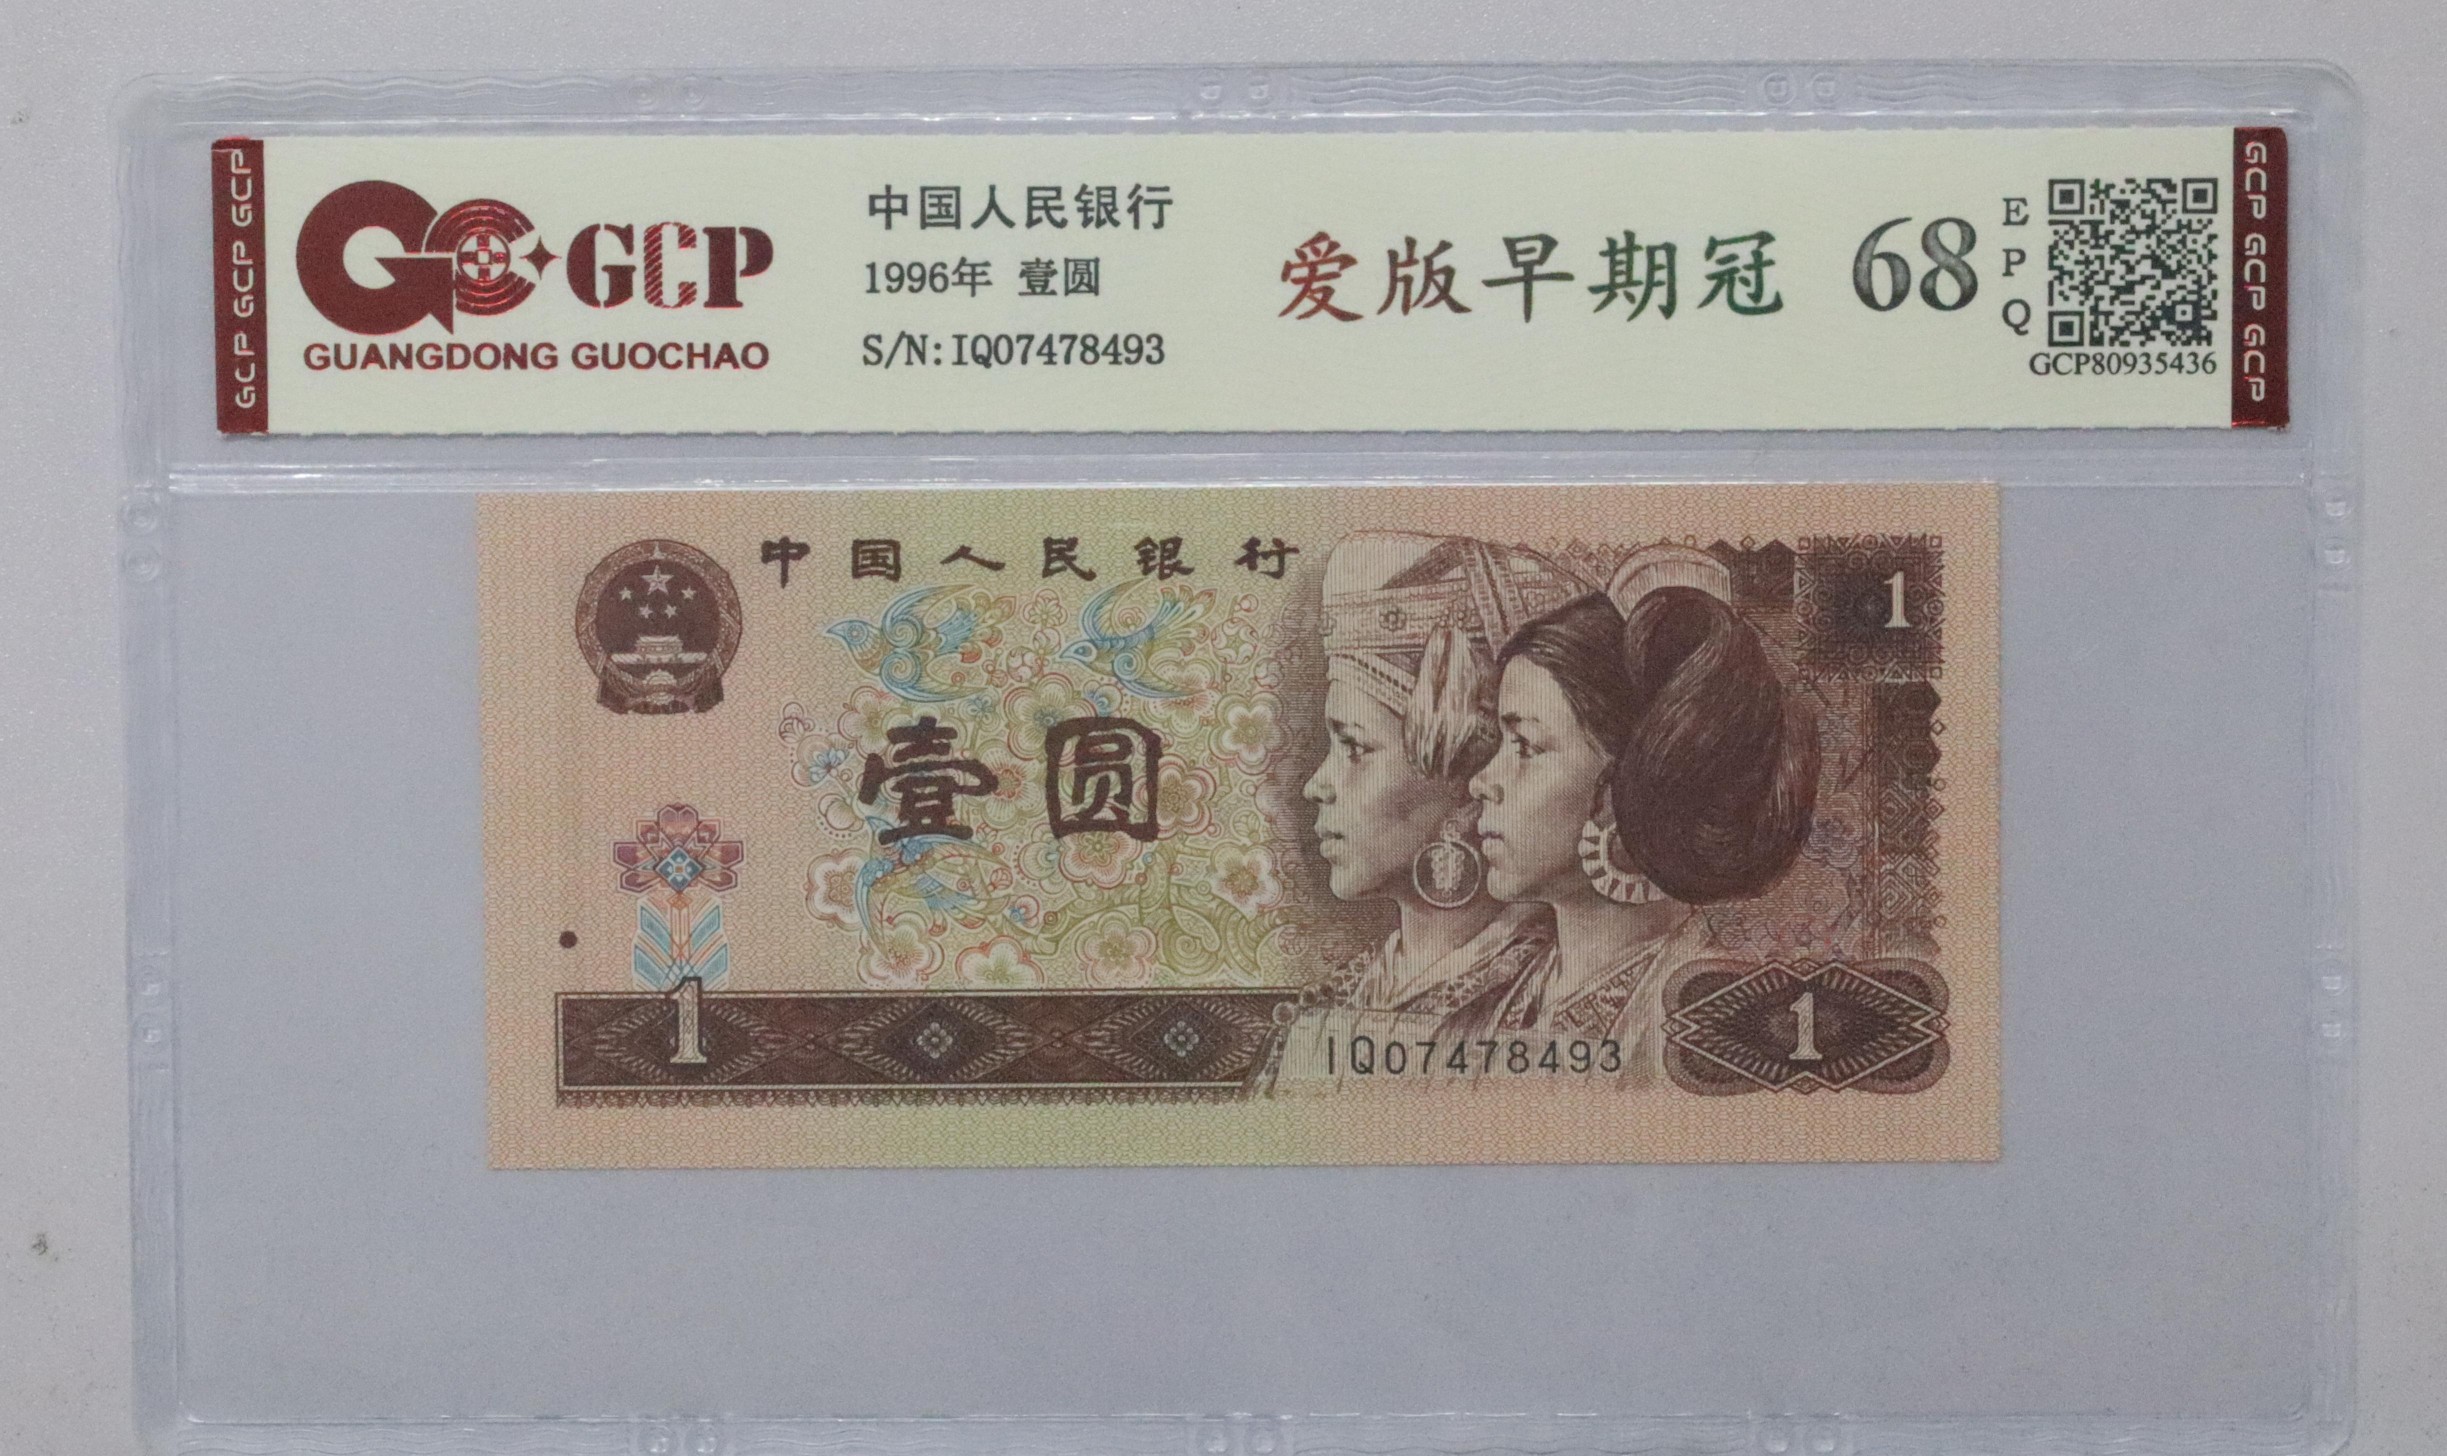 GCP GCP GCP
GCP
GUANGDONG GUOCHAO
中国人民银行
1996年 壹圆
S/N:IQ07478493
爱版早期冠
68
E
P
Q
GCP80935436
GCP GCP GCP
中国人民银行
1
壹圆
1
IQ07478493
1